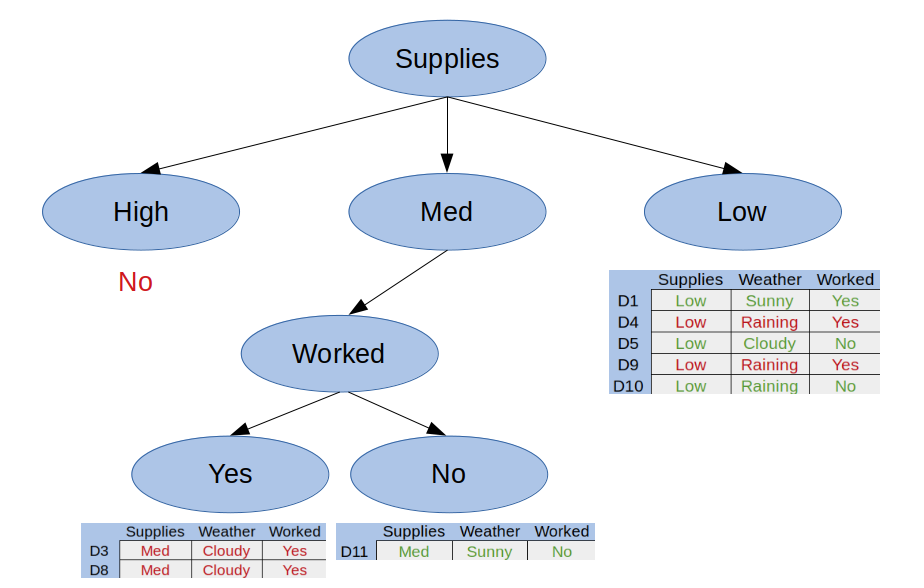 Supplies
High
Med
Low
No
Supplies Weather Worked
D1 Low Sunny Yes
D4 Low Raining Yes
D5 Low Cloudy No
D9 Low Raining Yes
D10 Low Raining No
Worked
Yes
No
Supplies Weather Worked
D3 Med Cloudy Yes
D8 Med Cloudy Yes
Supplies Weather Worked
D11 Med Sunny No